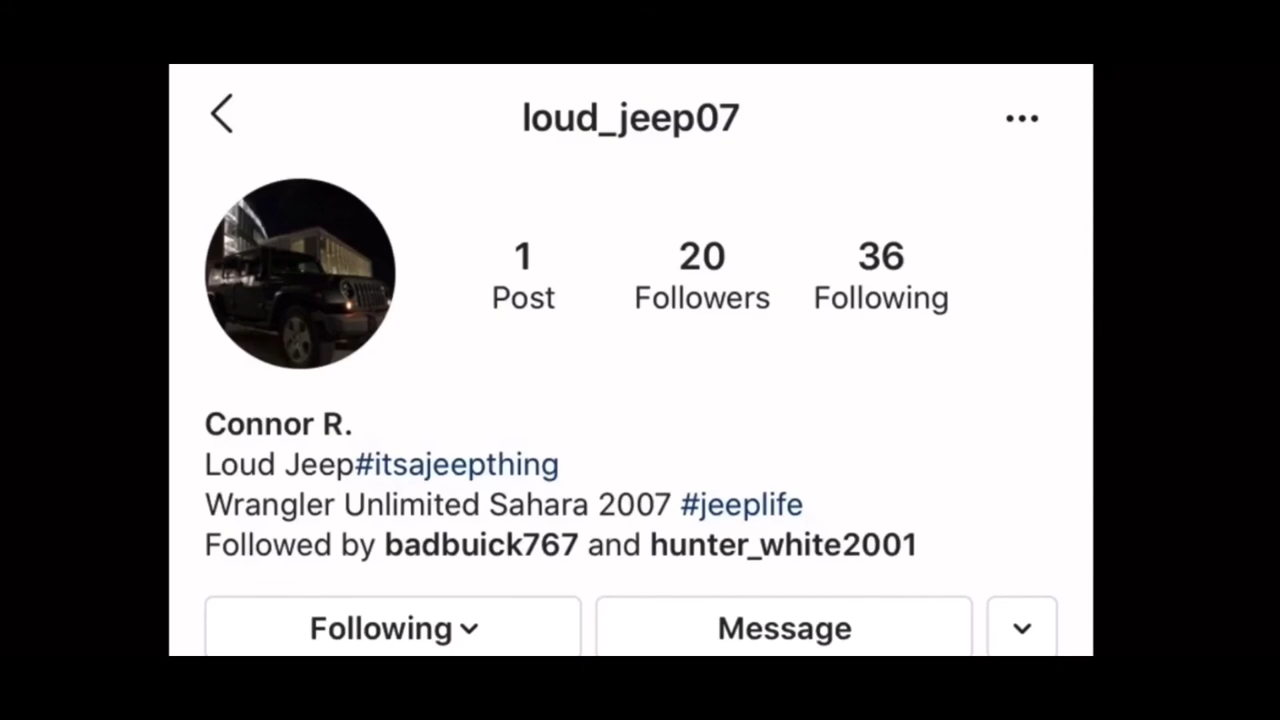 loud_jeep07
1 20 36
Post Followers Following
Connor R.
Loud Jeep#itsajeepthing
Wrangler Unlimited Sahara 2007 #jeeplife
Followed by badbuick767 and hunter_white2001
Following Message